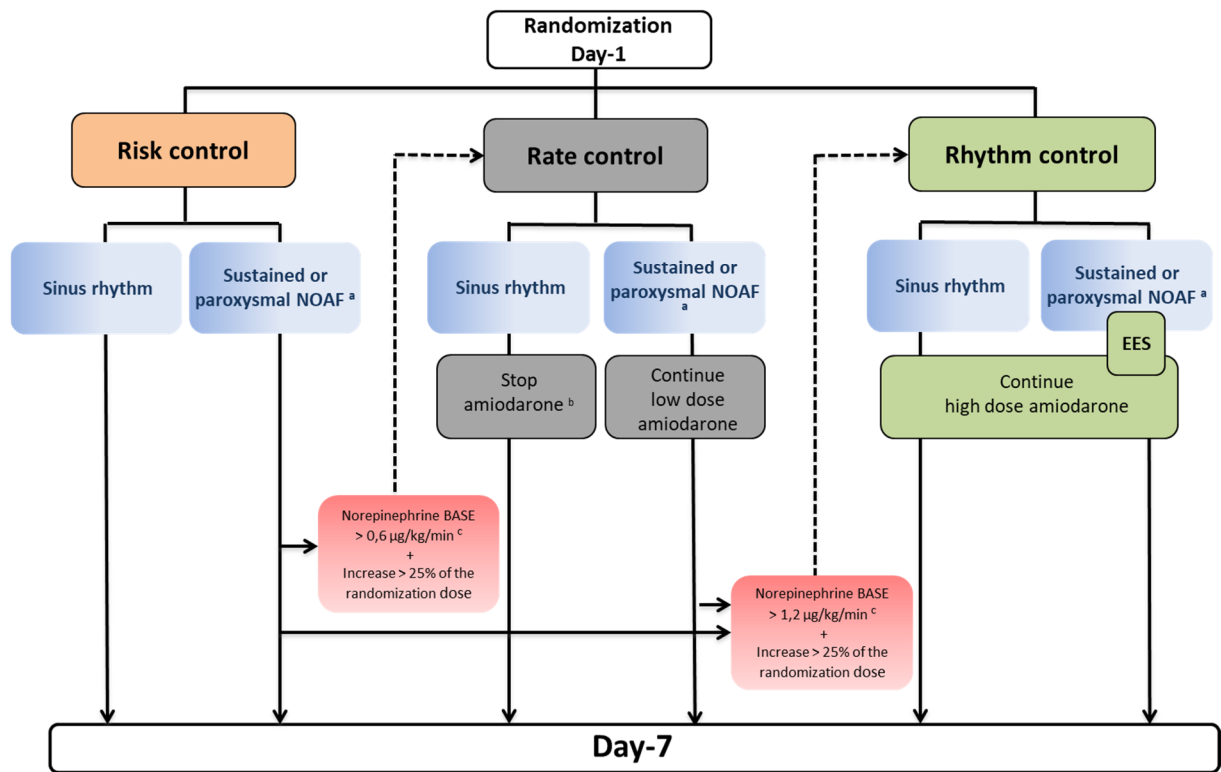 Randomization
Day-1
Risk control
Rate control
Rhythm control
Sinus rhythm
Sustained or
paroxysmal NOAF a
Sinus rhythm
Sustained or
paroxysmal NOAF
a
Sinus rhythm
Sustained or
paroxysmal NOAF a
EES
Stop
amiodarone b
Continue
low dose
amiodarone
Continue
high dose amiodarone
Norepinephrine BASE
> 0,6 µg/kg/min c
+
Increase > 25% of the
randomization dose
Norepinephrine BASE
> 1,2 µg/kg/min c
+
Increase > 25% of the
randomization dose
Day-7